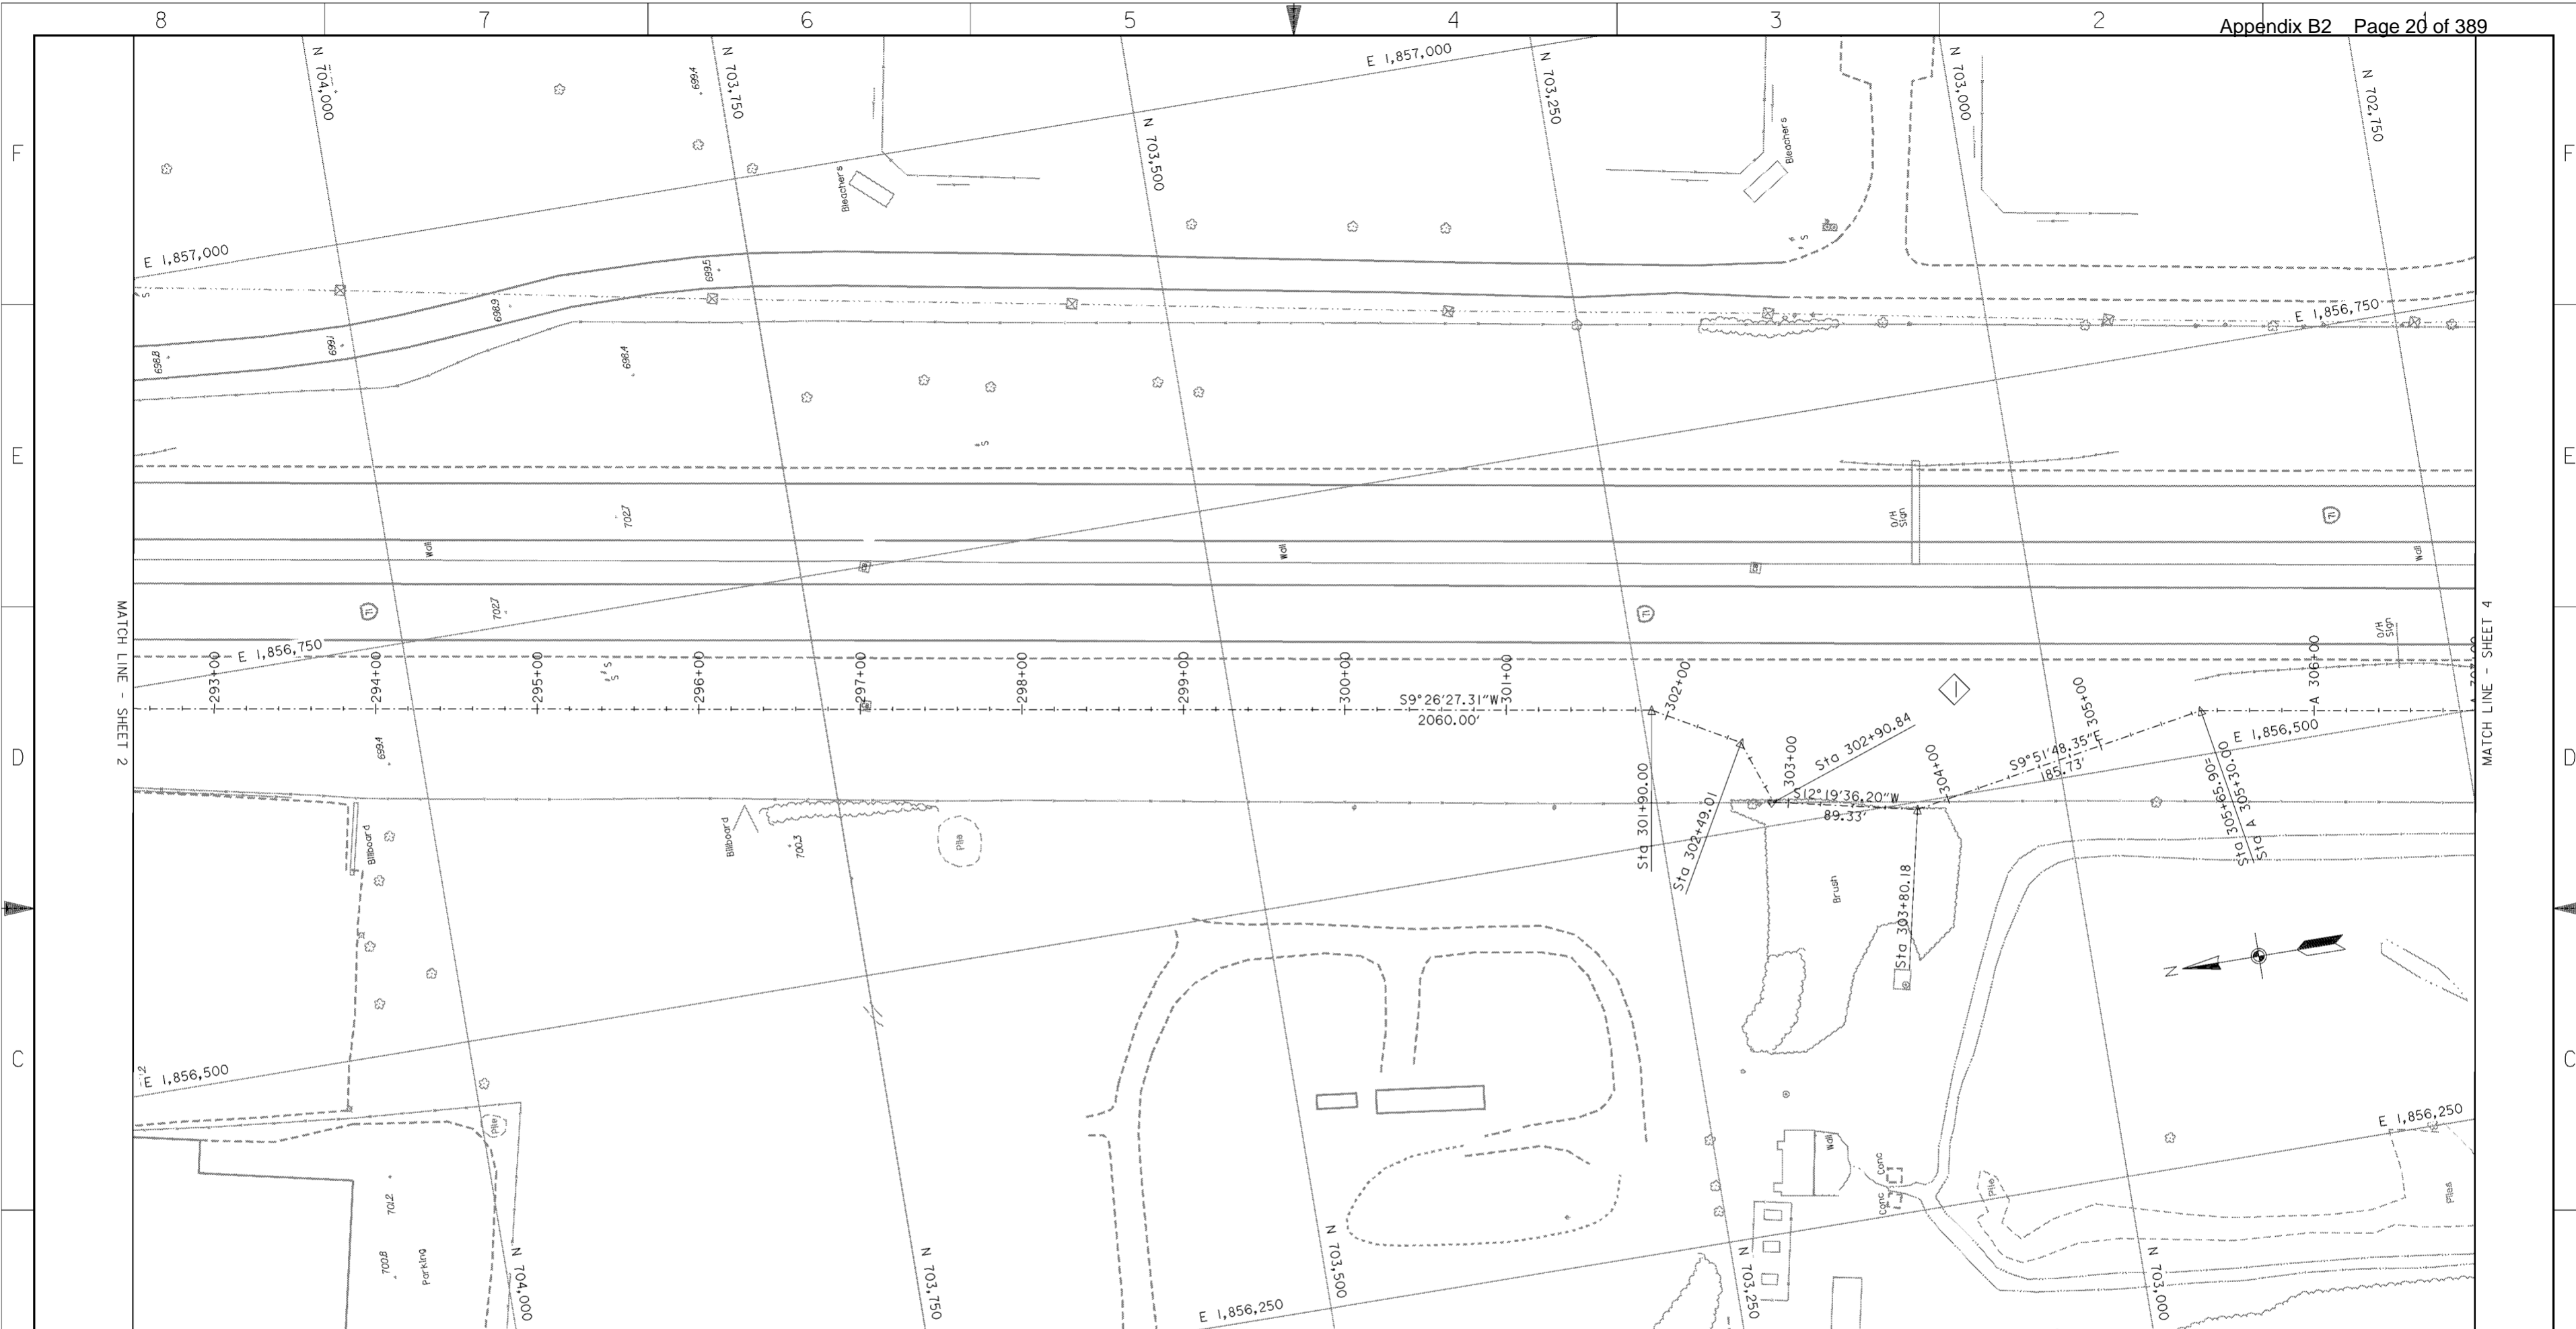 8 7 6 5 4 3 2 1
Appendix B2 Page 20 of 389
F
F
E
E
D
D
C
C
N 704,000
N 703,750
N 703,500
N 703,250
N 703,000
N 702,750
E 1,857,000
E 1,857,000
699.4
Bleachers
Bleachers
S
S
699.5
698.9
698.8
699.1
698.4
E 1,856,750
S
702.7
Wall
Wall
Wall
O/H
Sign
71
71
71
702.7
O/H
Sign
MATCH LINE - SHEET 2
MATCH LINE - SHEET 4
E 1,856,750
S
S
293+00
294+00
295+00
296+00
297+00
298+00
299+00
300+00
301+00
302+00
303+00
304+00
305+00
A 306+00
S9°26'27.31"W
2060.00'
Sta 302+90.84
S12°19'36.20"W
89.33'
S9°51'48.35"E
185.73'
E 1,856,500
Sta 301+90.00
Sta 302+49.01
Sta 303+80.18
Sta 305+65.90=
Sta A 305+30.00
699.4
Billboard
Billboard
700.3
Pile
Brush
N
E 1,856,500
Pile
Wall
Conc
Conc
Pile
Piles
E 1,856,250
701.2
700.8
Parking
N 704,000
N 703,750
N 703,500
N 703,250
N 703,000
E 1,856,250